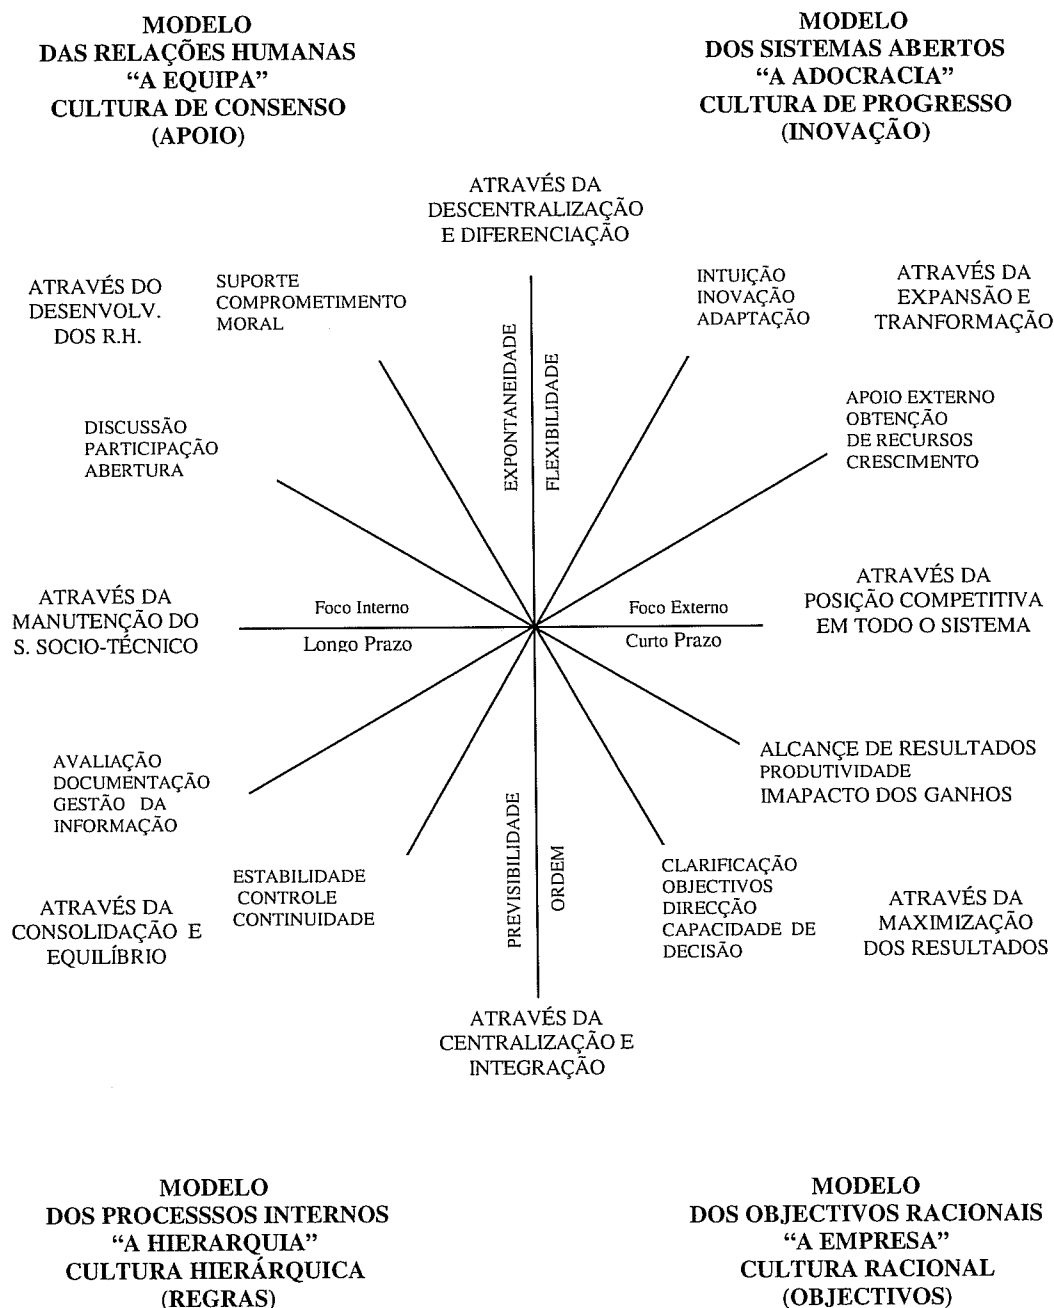 MODELO
DAS RELAÇÕES HUMANAS
“A EQUIPA”
CULTURA DE CONSENSO
(APOIO)
MODELO
DOS SISTEMAS ABERTOS
“A ADOCRACIA”
CULTURA DE PROGRESSO
(INOVAÇÃO)
ATRAVÉS DA
DESCENTRALIZAÇÃO
E DIFERENCIAÇÃO
ATRAVÉS DO
DESENVOLV.
DOS R.H.
SUPORTE
COMPROMETIMENTO
MORAL
EXPONTANEIDADE
FLEXIBILIDADE
INTUIÇÃO
INOVAÇÃO
ADAPTAÇÃO
ATRAVÉS DA
EXPANSÃO E
TRANFORMAÇÃO
DISCUSSÃO
PARTICIPAÇÃO
ABERTURA
APOIO EXTERNO
OBTENÇÃO
DE RECURSOS
CRESCIMENTO
ATRAVÉS DA
MANUTENÇÃO DO
S. SOCIO-TÉCNICO
Foco Interno
Longo Prazo
Foco Externo
Curto Prazo
ATRAVÉS DA
POSIÇÃO COMPETITIVA
EM TODO O SISTEMA
AVALIAÇÃO
DOCUMENTAÇÃO
GESTÃO DA
INFORMAÇÃO
ALCANÇE DE RESULTADOS
PRODUTIVIDADE
IMAPACTO DOS GANHOS
ATRAVÉS DA
CONSOLIDAÇÃO E
EQUILÍBRIO
ESTABILIDADE
CONTROLE
CONTINUIDADE
PREVISIBILIDADE
ORDEM
CLARIFICAÇÃO
OBJECTIVOS
DIRECÇÃO
CAPACIDADE DE
DECISÃO
ATRAVÉS DA
MAXIMIZAÇÃO
DOS RESULTADOS
ATRAVÉS DA
CENTRALIZAÇÃO E
INTEGRAÇÃO
MODELO
DOS PROCESSSOS INTERNOS
“A HIERARQUIA”
CULTURA HIERÁRQUICA
(REGRAS)
MODELO
DOS OBJECTIVOS RACIONAIS
“A EMPRESA”
CULTURA RACIONAL
(OBJECTIVOS)